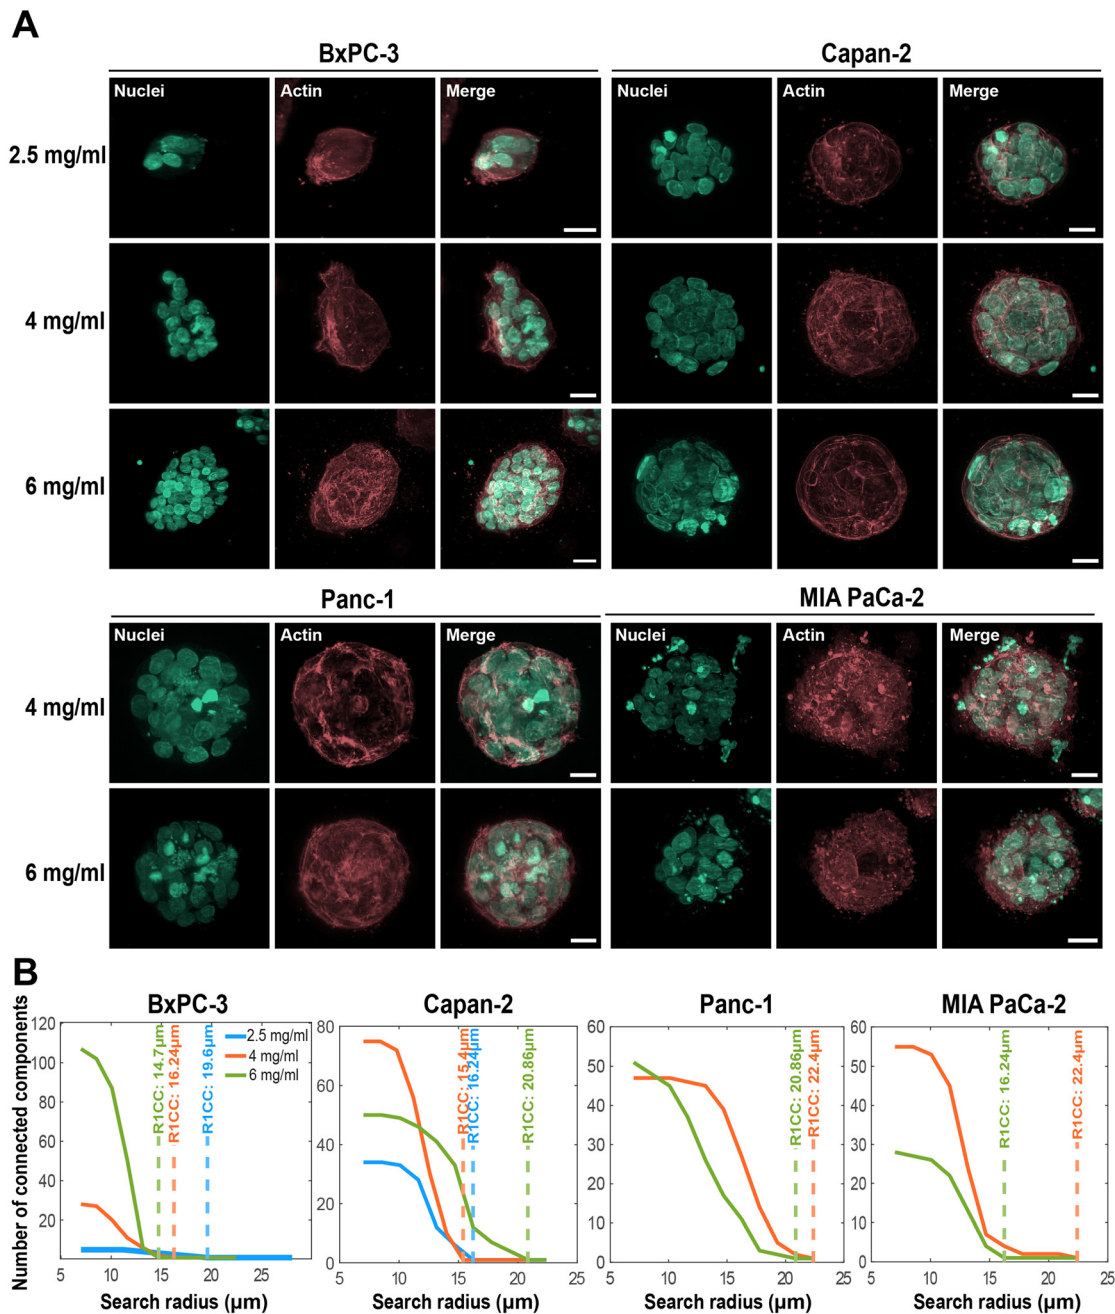 A
BxPC-3
Capan-2
Nuclei Actin Merge Nuclei Actin Merge
2.5 mg/ml
4 mg/ml
6 mg/ml
Panc-1
MIA PaCa-2
Nuclei Actin Merge Nuclei Actin Merge
4 mg/ml
6 mg/ml
B
BxPC-3
Number of connected components
120
100
80
60
40
20
5 10 15 20 25
Search radius (µm)
R1CC: 14.7µm
R1CC: 16.24µm
R1CC: 19.6µm
2.5 mg/ml
4 mg/ml
6 mg/ml
Capan-2
80
60
40
20
0
5 10 15 20 25
Search radius (µm)
R1CC: 15.4µm
R1CC: 16.24µm
R1CC: 20.86µm
Panc-1
60
50
40
30
20
10
0
5 10 15 20 25
Search radius (µm)
R1CC: 20.86µm
R1CC: 22.4µm
MIA PaCa-2
60
50
40
30
20
10
0
5 10 15 20 25
Search radius (µm)
R1CC: 16.24µm
R1CC: 22.4µm